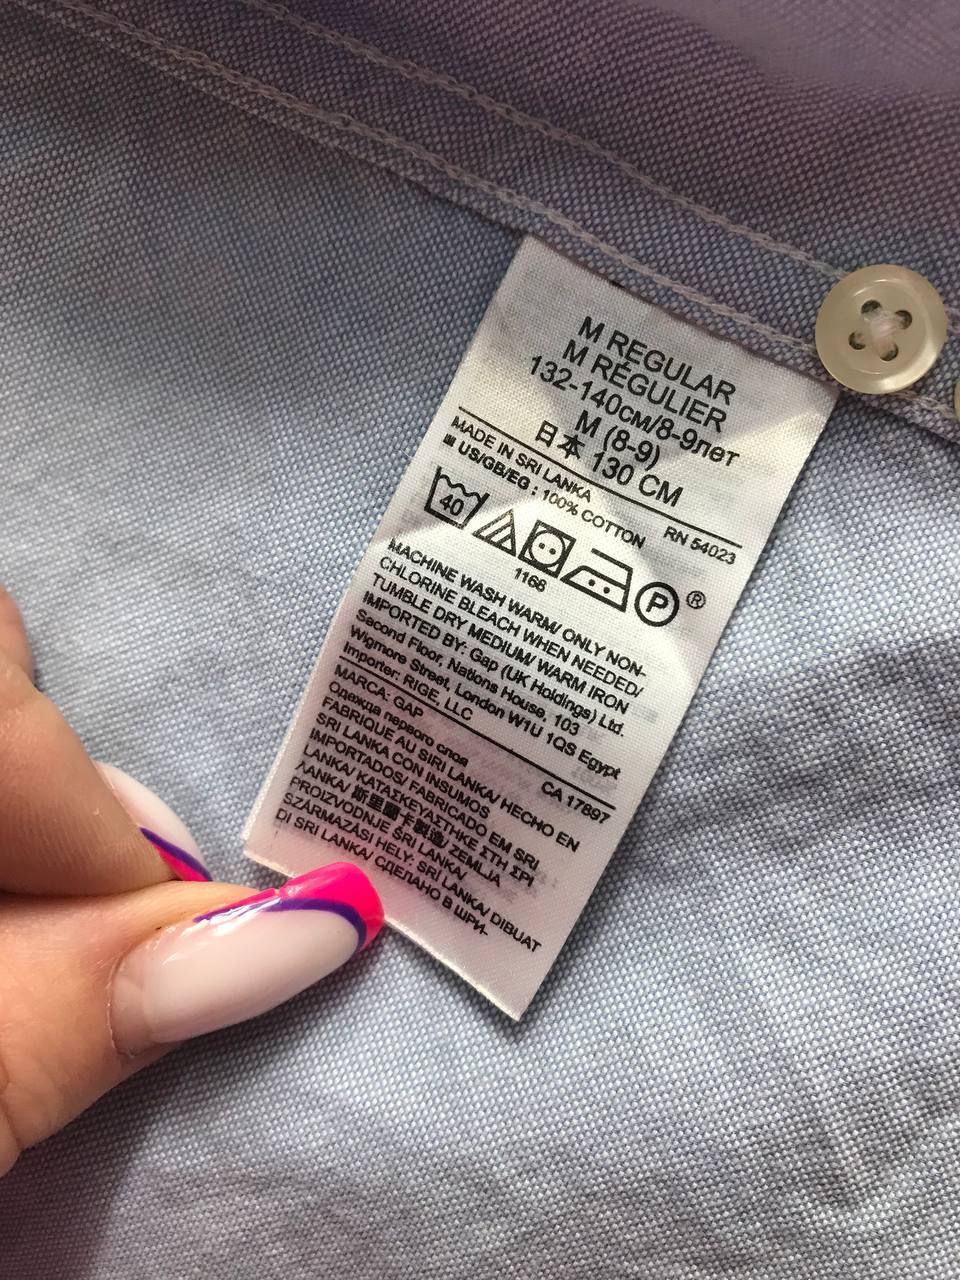 M REGULAR
M RÉGULIER
132-140см/8-9лет
M (8-9)
日本 130 CM
MADE IN SRI LANKA RN 54023
US/GB/EG : 100% COTTON
40 P ®
1168
MACHINE WASH WARM/ ONLY NON-
CHLORINE BLEACH WHEN NEEDED/
TUMBLE DRY MEDIUM/ WARM IRON
IMPORTED BY: Gap (UK Holdings) Ltd.
Second Floor, Nations House, 103
Wigmore Street, London W1U 1QS Egypt
Importer: RIGE, LLC
MARCA: GAP CA 17897
Одежда первого слоя
FABRIQUE AU SIRI LANKA/ HECHO EN
SRI LANKA CON INSUMOS
IMPORTADOS/ FABRICADO EM SRI
LANKA/ ΚΑΤΑΣΚΕΥΑΣΤΗΚΕ ΣΤΗ ΣΡΙ
ΛΑΝΚΑ/ 斯里蘭卡製造/ ZEMLJA
PROIZVODNJE ŠRI LANKA/
SZÁRMAZÁSI HELY: SRÍ LANKA/ DIBUAT
DI SRI LANKA/ СДЕЛАНО В ШРИ-